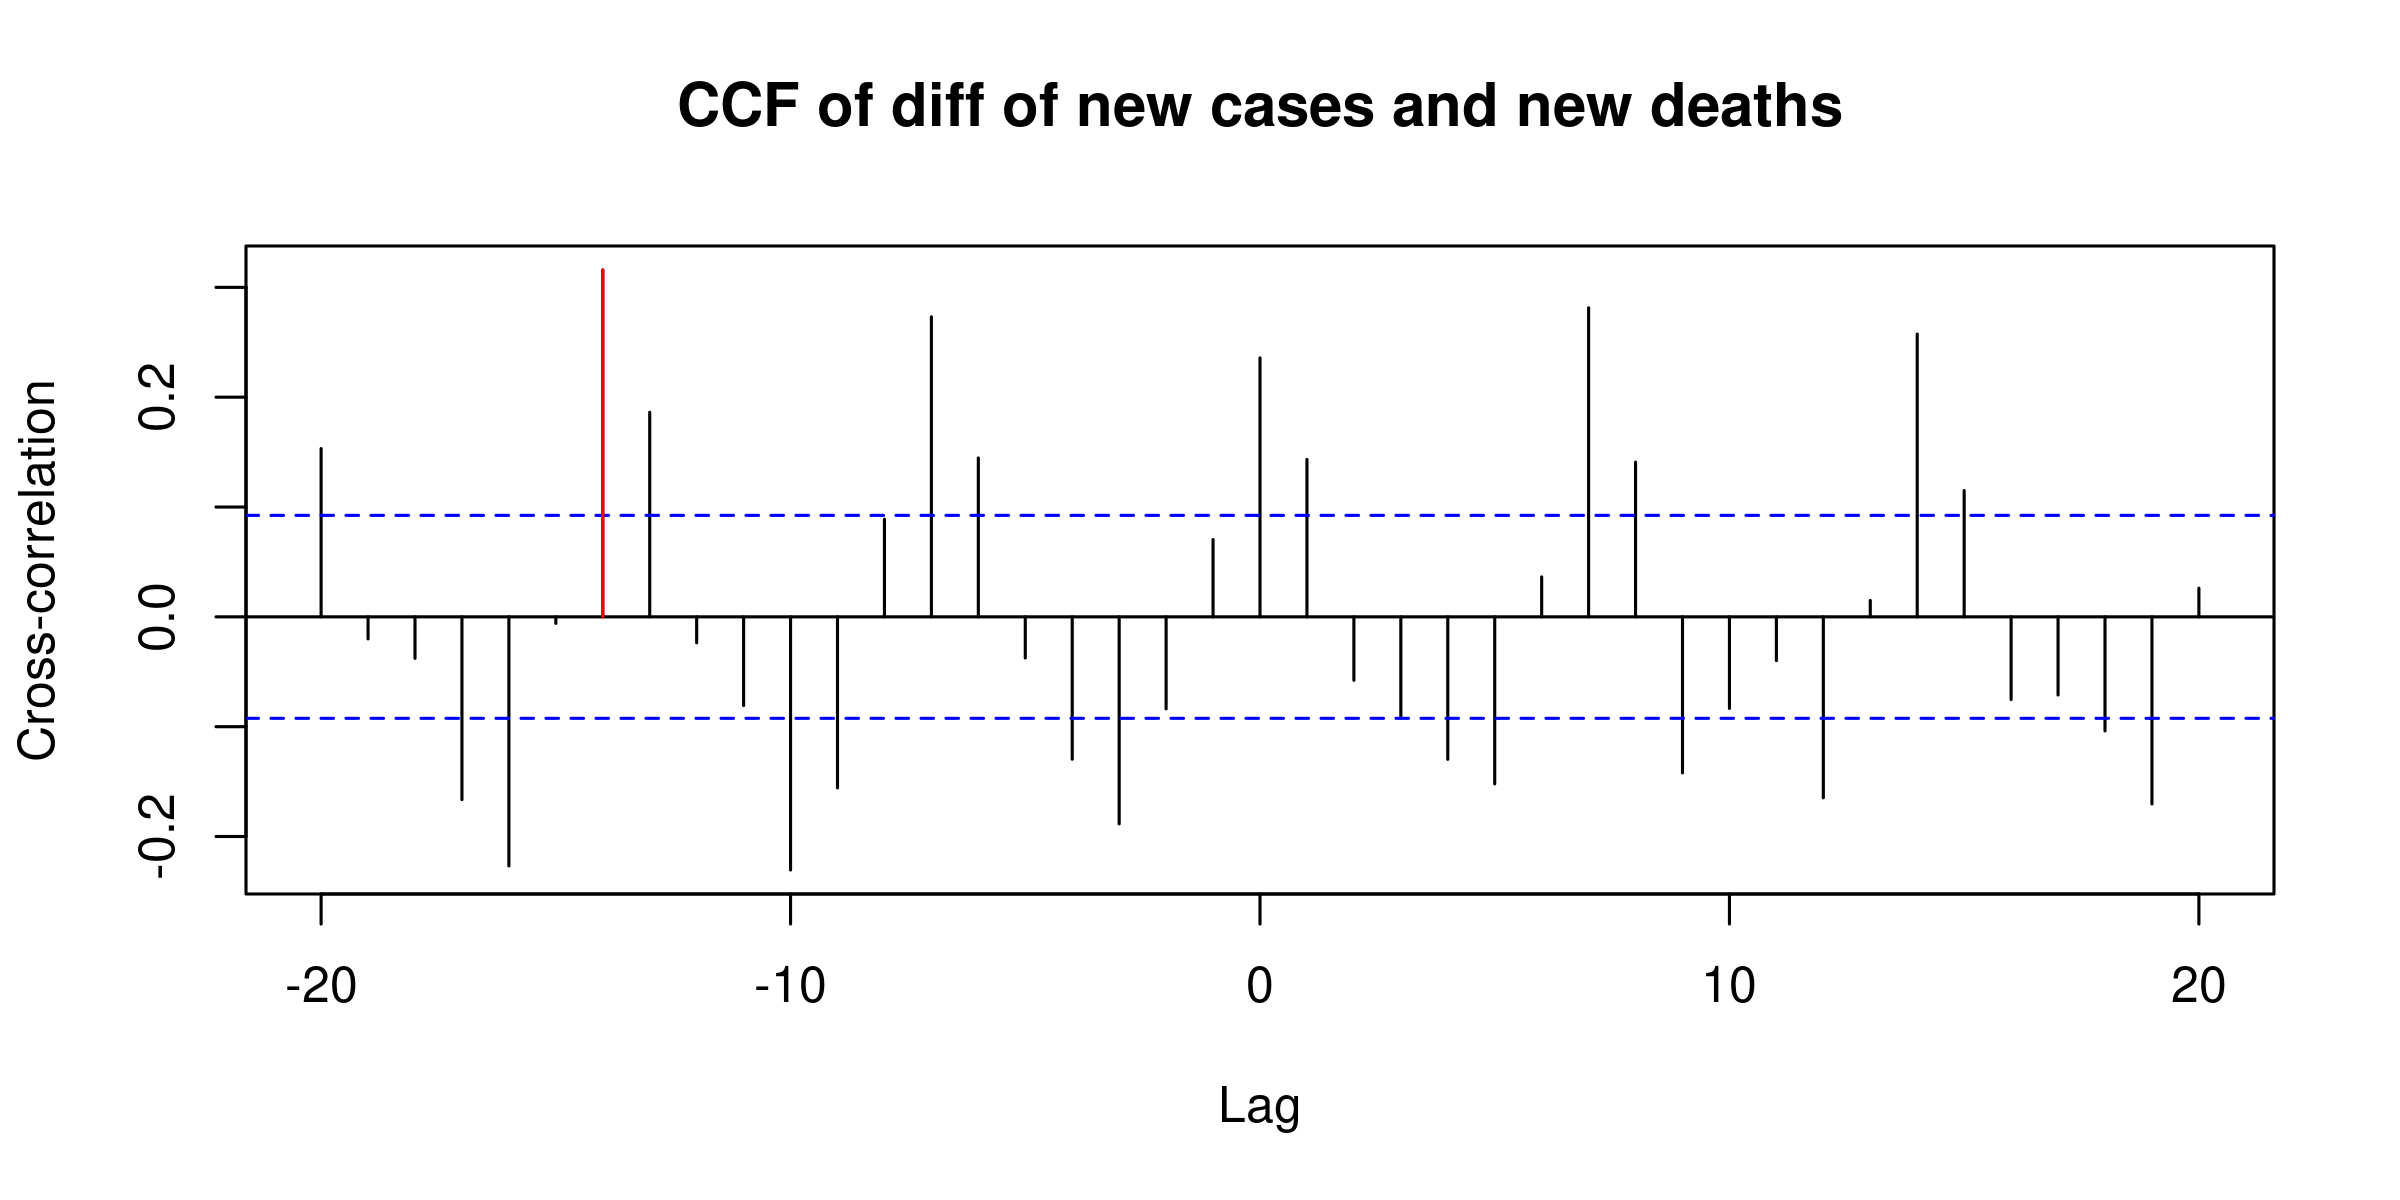 CCF of diff of new cases and new deaths
Cross-correlation
0.2
0.0
-0.2
-20 -10 0 10 20
Lag